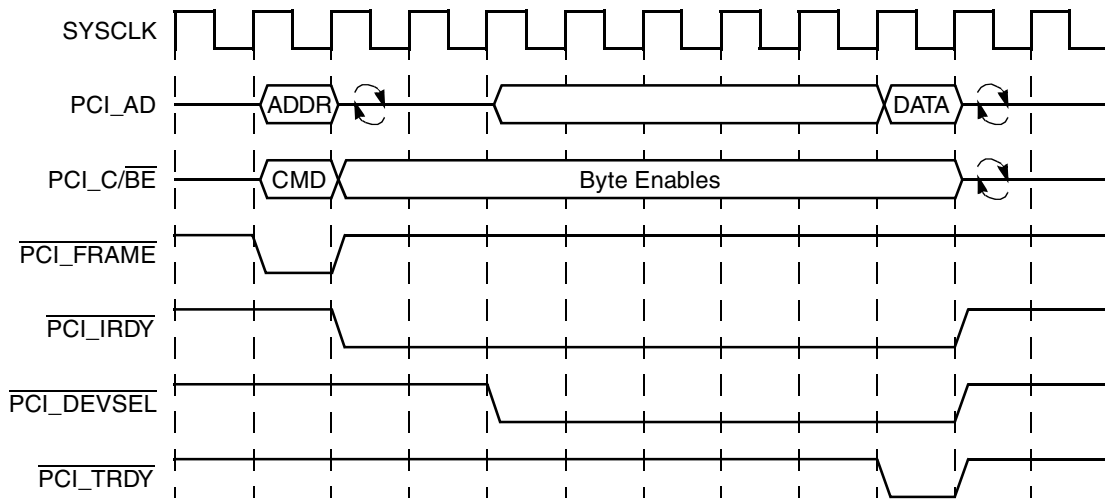 SYSCLK
PCI_AD ADDR DATA
PCI_C/BE CMD Byte Enables
PCI_FRAME
PCI_IRDY
PCI_DEVSEL
PCI_TRDY